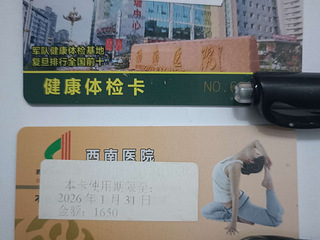 军队健康体检基地
复旦排行全国前十
健康体检卡
NO.
西南医院
本卡使用期限至:
2026年1月31日
金额: 1650